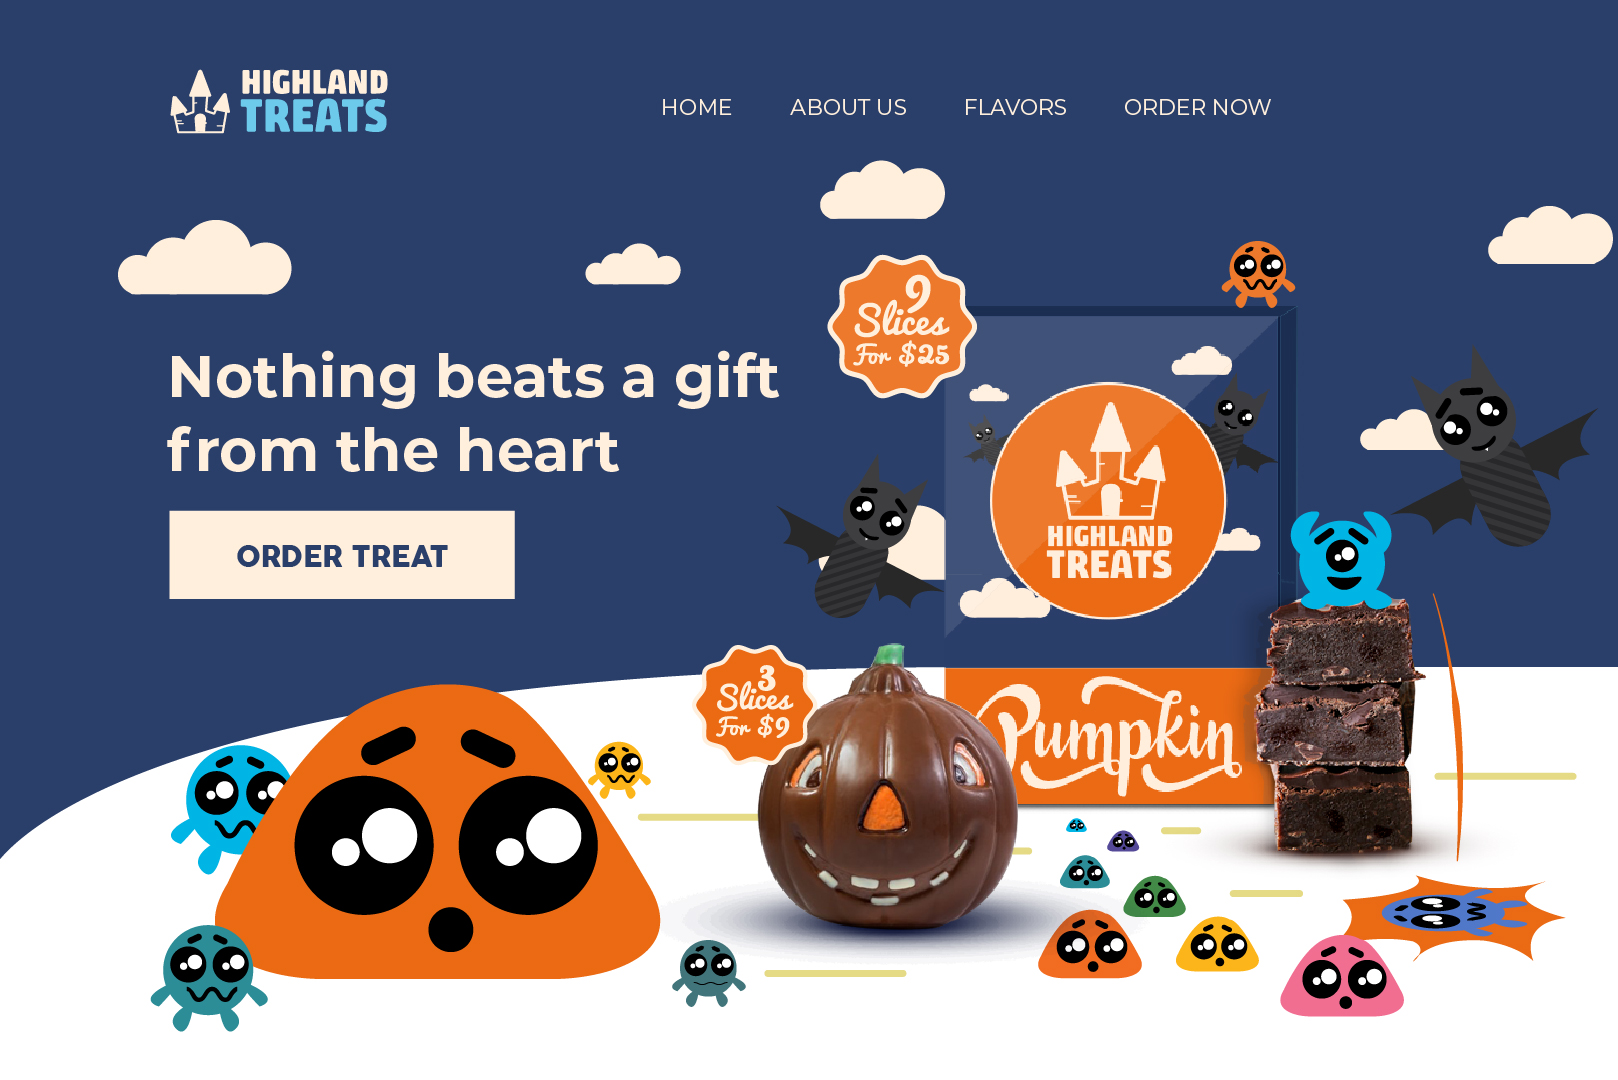 HIGHLAND
TREATS
HOME
ABOUT US
FLAVORS
ORDER NOW
9
Slices
For $25
Nothing beats a gift
from the heart
ORDER TREAT
HIGHLAND
TREATS
3
Slices
For $9
Pumpkin